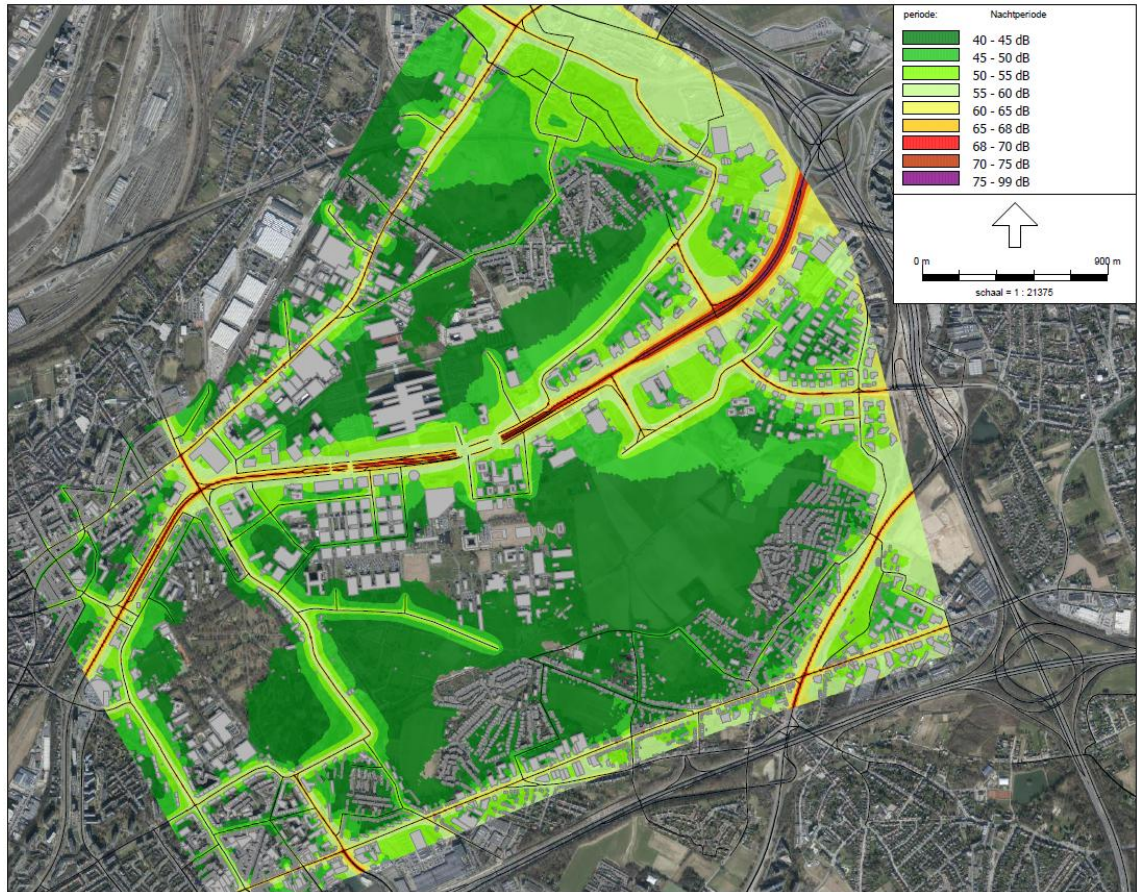 periode: Nachtperiode
40 - 45 dB
45 - 50 dB
50 - 55 dB
55 - 60 dB
60 - 65 dB
65 - 68 dB
68 - 70 dB
70 - 75 dB
75 - 99 dB
0 m 900 m
schaal = 1 : 21375